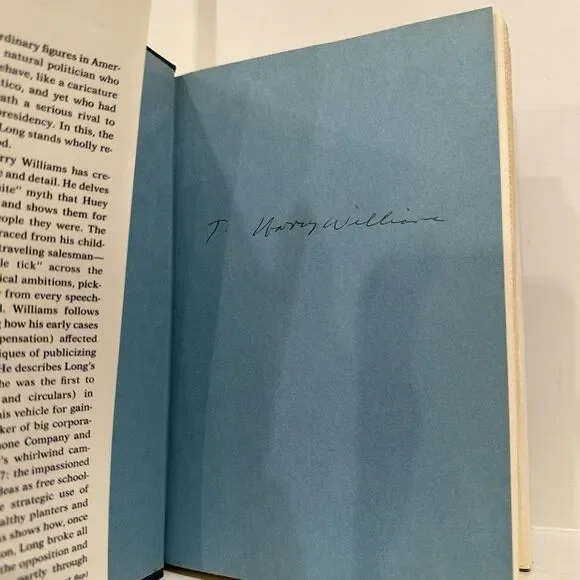 rdinary figures in Amer-
natural politician who
ehave, like a caricature
tico, and yet who had
ath a serious rival to
residency. In this, the
Long stands wholly re-
od.
rry Williams has cre-
e and detail. He delves
ite" myth that Huey
and shows them for
eople they were. The
raced from his child-
traveling salesman—
le tick" across the
ical ambitions, pick-
y from every speech-
l. Williams follows
g how his early cases
pensation) affected
iques of publicizing
He describes Long's
he was the first to
and circulars) in
his vehicle for gain-
ker of big corpora-
one Company and
's whirlwind cam-
7: the impassioned
deas as free school-
e strategic use of
althy planters and
s shows how, once
on, Long broke all
the opposition and
partly through
T. Harry Williams